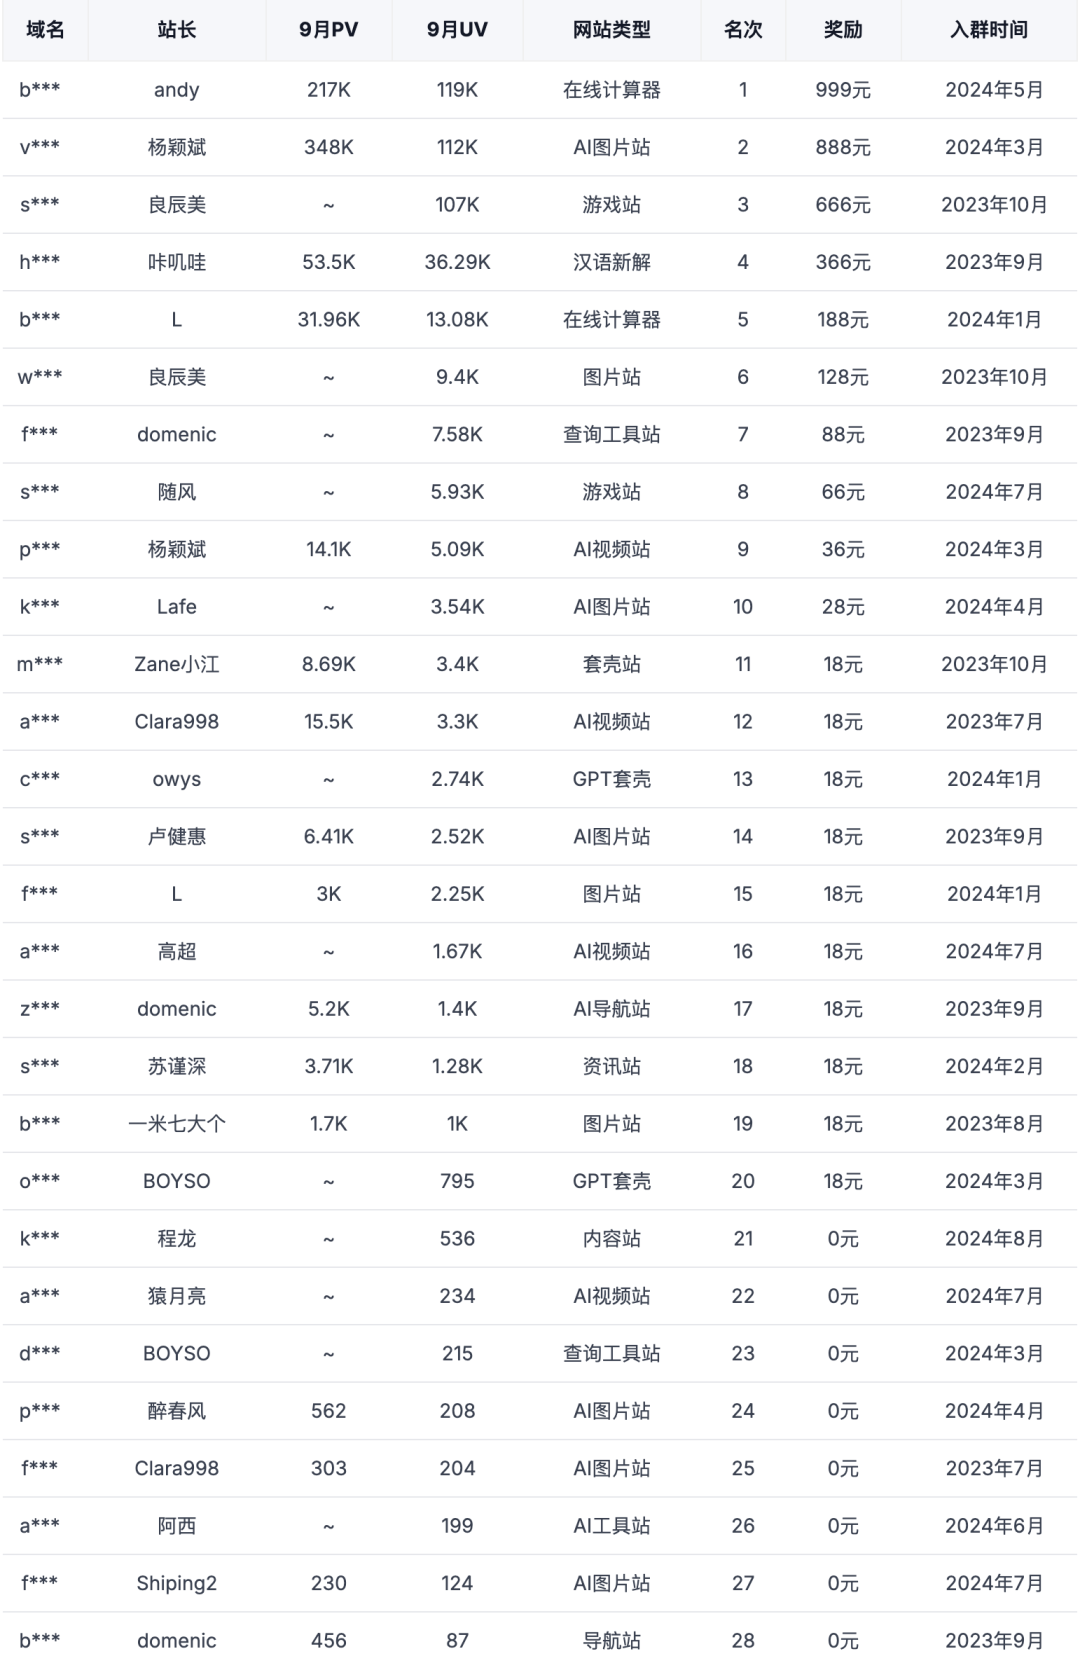 域名 站长 9月PV 9月UV 网站类型 名次 奖励 入群时间
b*** andy 217K 119K 在线计算器 1 999元 2024年5月
v*** 杨颖斌 348K 112K AI图片站 2 888元 2024年3月
s*** 良辰美 ~ 107K 游戏站 3 666元 2023年10月
h*** 咔叽哇 53.5K 36.29K 汉语新解 4 366元 2023年9月
b*** L 31.96K 13.08K 在线计算器 5 188元 2024年1月
w*** 良辰美 ~ 9.4K 图片站 6 128元 2023年10月
f*** domenic ~ 7.58K 查询工具站 7 88元 2023年9月
s*** 随风 ~ 5.93K 游戏站 8 66元 2024年7月
p*** 杨颖斌 14.1K 5.09K AI视频站 9 36元 2024年3月
k*** Lafe ~ 3.54K AI图片站 10 28元 2024年4月
m*** Zane小江 8.69K 3.4K 套壳站 11 18元 2023年10月
a*** Clara998 15.5K 3.3K AI视频站 12 18元 2023年7月
c*** owys ~ 2.74K GPT套壳 13 18元 2024年1月
s*** 卢健惠 6.41K 2.52K AI图片站 14 18元 2023年9月
f*** L 3K 2.25K 图片站 15 18元 2024年1月
a*** 高超 ~ 1.67K AI视频站 16 18元 2024年7月
z*** domenic 5.2K 1.4K AI导航站 17 18元 2023年9月
s*** 苏谨深 3.71K 1.28K 资讯站 18 18元 2024年2月
b*** 一米七大个 1.7K 1K 图片站 19 18元 2023年8月
o*** BOYSO ~ 795 GPT套壳 20 18元 2024年3月
k*** 程龙 ~ 536 内容站 21 0元 2024年8月
a*** 猿月亮 ~ 234 AI视频站 22 0元 2024年7月
d*** BOYSO ~ 215 查询工具站 23 0元 2024年3月
p*** 醉春风 562 208 AI图片站 24 0元 2024年4月
f*** Clara998 303 204 AI图片站 25 0元 2023年7月
a*** 阿西 ~ 199 AI工具站 26 0元 2024年6月
f*** Shiping2 230 124 AI图片站 27 0元 2024年7月
b*** domenic 456 87 导航站 28 0元 2023年9月